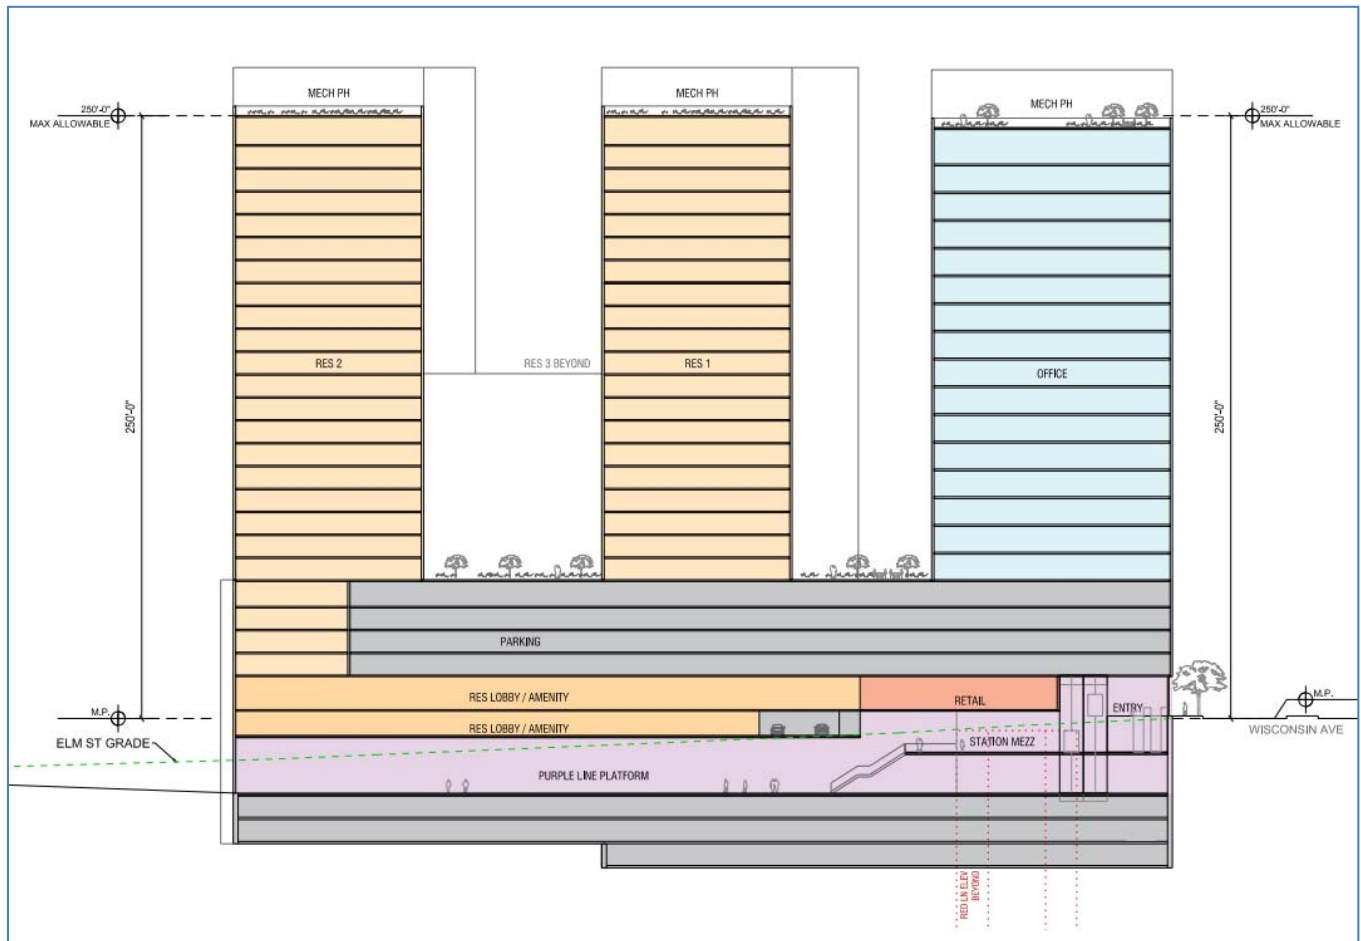 MECH PH
MECH PH
MECH PH
250'-0"
MAX ALLOWABLE
250'-0"
MAX ALLOWABLE
RES 2
RES 3 BEYOND
RES 1
OFFICE
250'-0"
250'-0"
PARKING
RES LOBBY / AMENITY
RETAIL
M.P.
ENTRY
M.P.
RES LOBBY / AMENITY
WISCONSIN AVE
ELM ST GRADE
STATION MEZZ
PURPLE LINE PLATFORM
RED LN ELEV
BEYOND